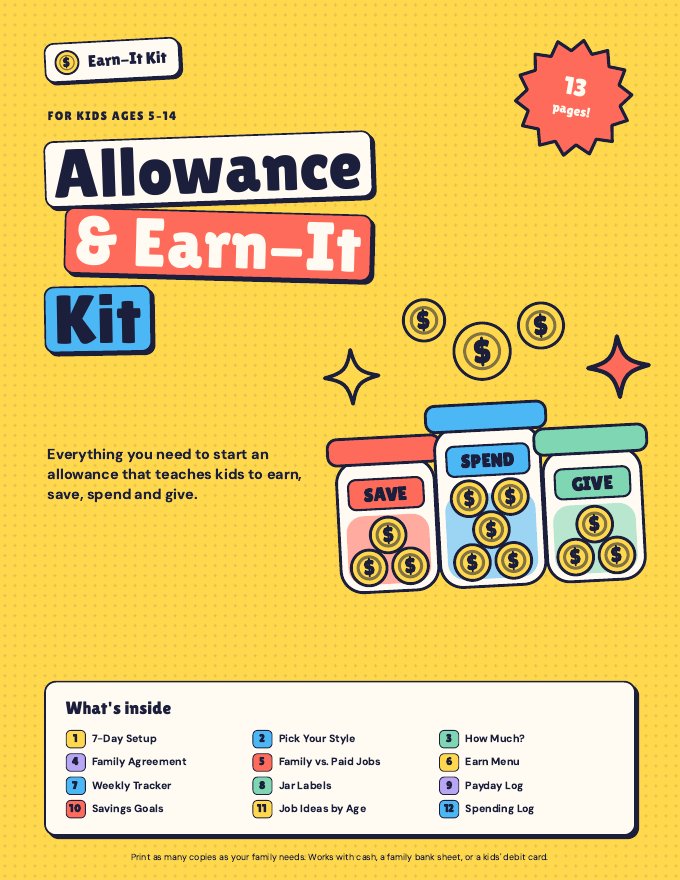 $ Earn-It Kit
13
pages!
FOR KIDS AGES 5-14
Allowance
& Earn-It
Kit
$ $ $
Everything you need to start an
allowance that teaches kids to earn,
save, spend and give.
SAVE
SPEND
GIVE
$ $ $
$ $ $ $ $
$ $ $
What's inside
1 7-Day Setup
2 Pick Your Style
3 How Much?
4 Family Agreement
5 Family vs. Paid Jobs
6 Earn Menu
7 Weekly Tracker
8 Jar Labels
9 Payday Log
10 Savings Goals
11 Job Ideas by Age
12 Spending Log
Print as many copies as your family needs. Works with cash, a family bank sheet, or a kids' debit card.